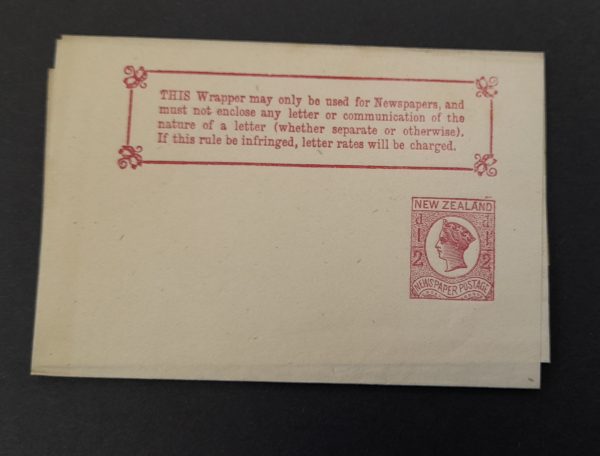 THIS Wrapper may only be used for Newspapers, and
must not enclose any letter or communication of the
nature of a letter (whether separate or otherwise).
If this rule be infringed, letter rates will be charged.
NEW ZEALAND
d d
1 1
2 2
NEWSPAPER POSTAGE